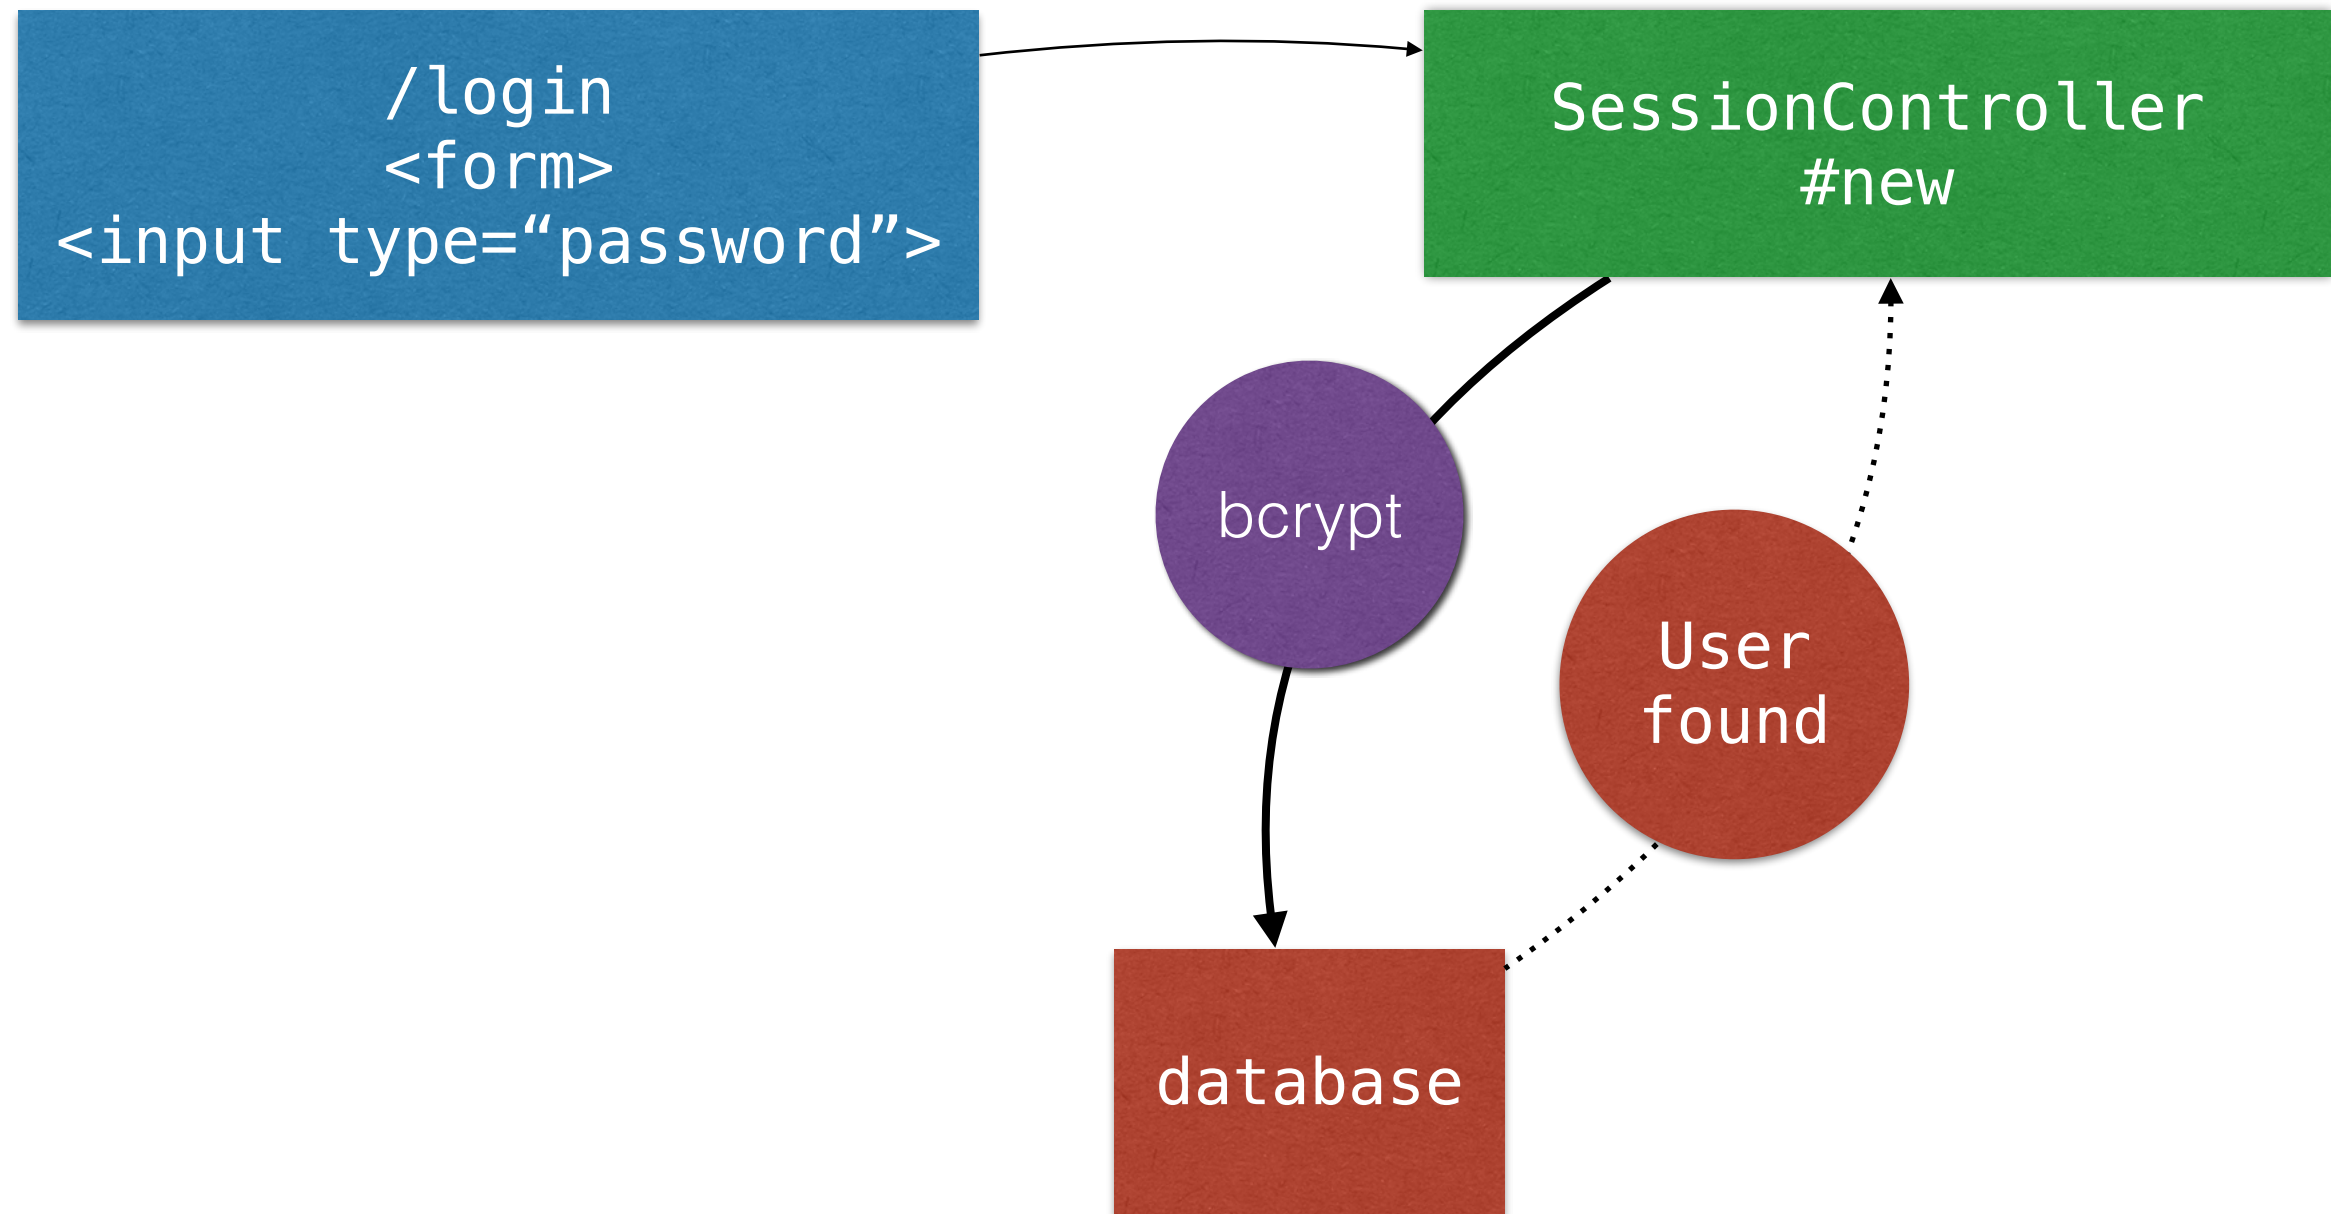 /login
<form>
<input type=“password”>
SessionController
#new
bcrypt
User
found
database